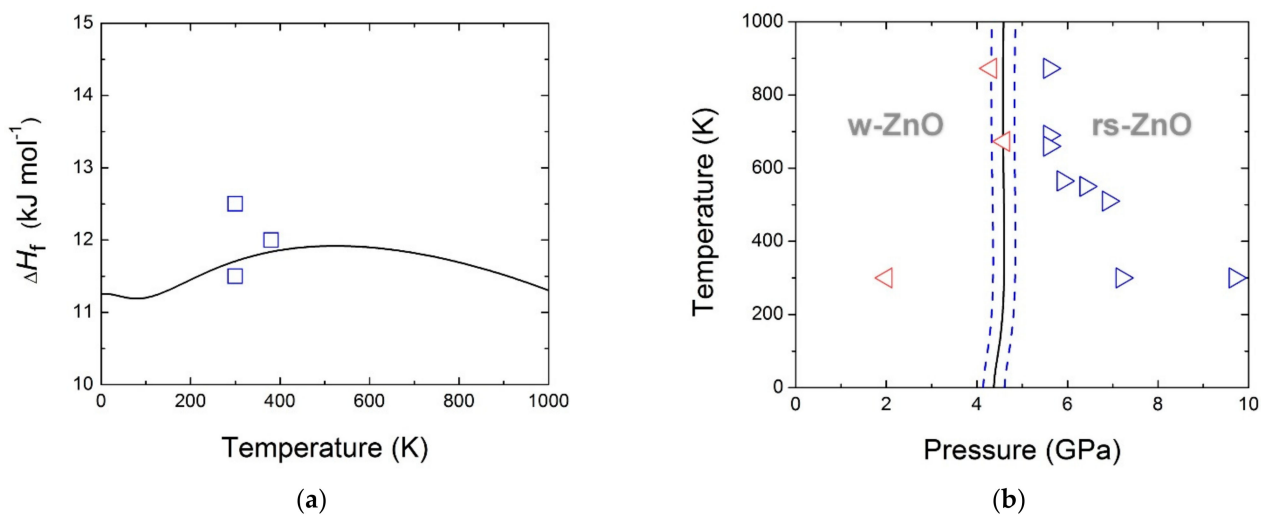 15
14
13
12
11
10
ΔHf (kJ mol-1)
0 200 400 600 800 1000
Temperature (K)
(a)
1000
800
600
400
200
0
Temperature (K)
w-ZnO rs-ZnO
0 2 4 6 8 10
Pressure (GPa)
(b)